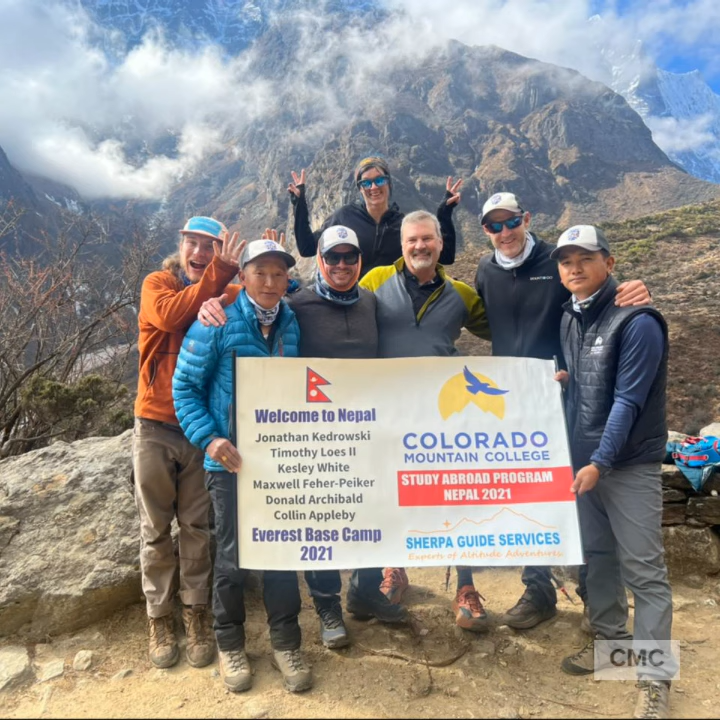 Welcome to Nepal
Jonathan Kedrowski
Timothy Loes II
Kesley White
Maxwell Feher-Peiker
Donald Archibald
Collin Appleby
Everest Base Camp
2021
COLORADO
MOUNTAIN COLLEGE
STUDY ABROAD PROGRAM
NEPAL 2021
SHERPA GUIDE SERVICES
Experts of Altitude Adventures
CMC